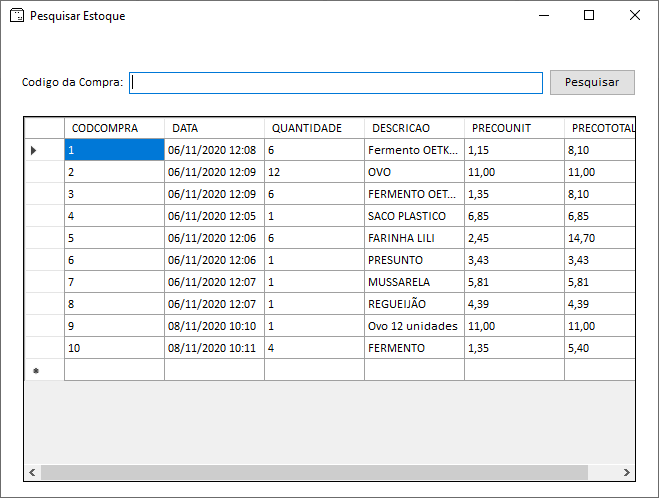 Pesquisar Estoque
Codigo da Compra: Pesquisar
CODCOMPRA DATA QUANTIDADE DESCRICAO PRECOUNIT PRECOTOTAL
1 06/11/2020 12:08 6 Fermento OETK... 1,15 8,10
2 06/11/2020 12:09 12 OVO 11,00 11,00
3 06/11/2020 12:09 6 FERMENTO OET... 1,35 8,10
4 06/11/2020 12:05 1 SACO PLASTICO 6,85 6,85
5 06/11/2020 12:06 6 FARINHA LILI 2,45 14,70
6 06/11/2020 12:06 1 PRESUNTO 3,43 3,43
7 06/11/2020 12:07 1 MUSSARELA 5,81 5,81
8 06/11/2020 12:07 1 REGUEIJÃO 4,39 4,39
9 08/11/2020 10:10 1 Ovo 12 unidades 11,00 11,00
10 08/11/2020 10:11 4 FERMENTO 1,35 5,40